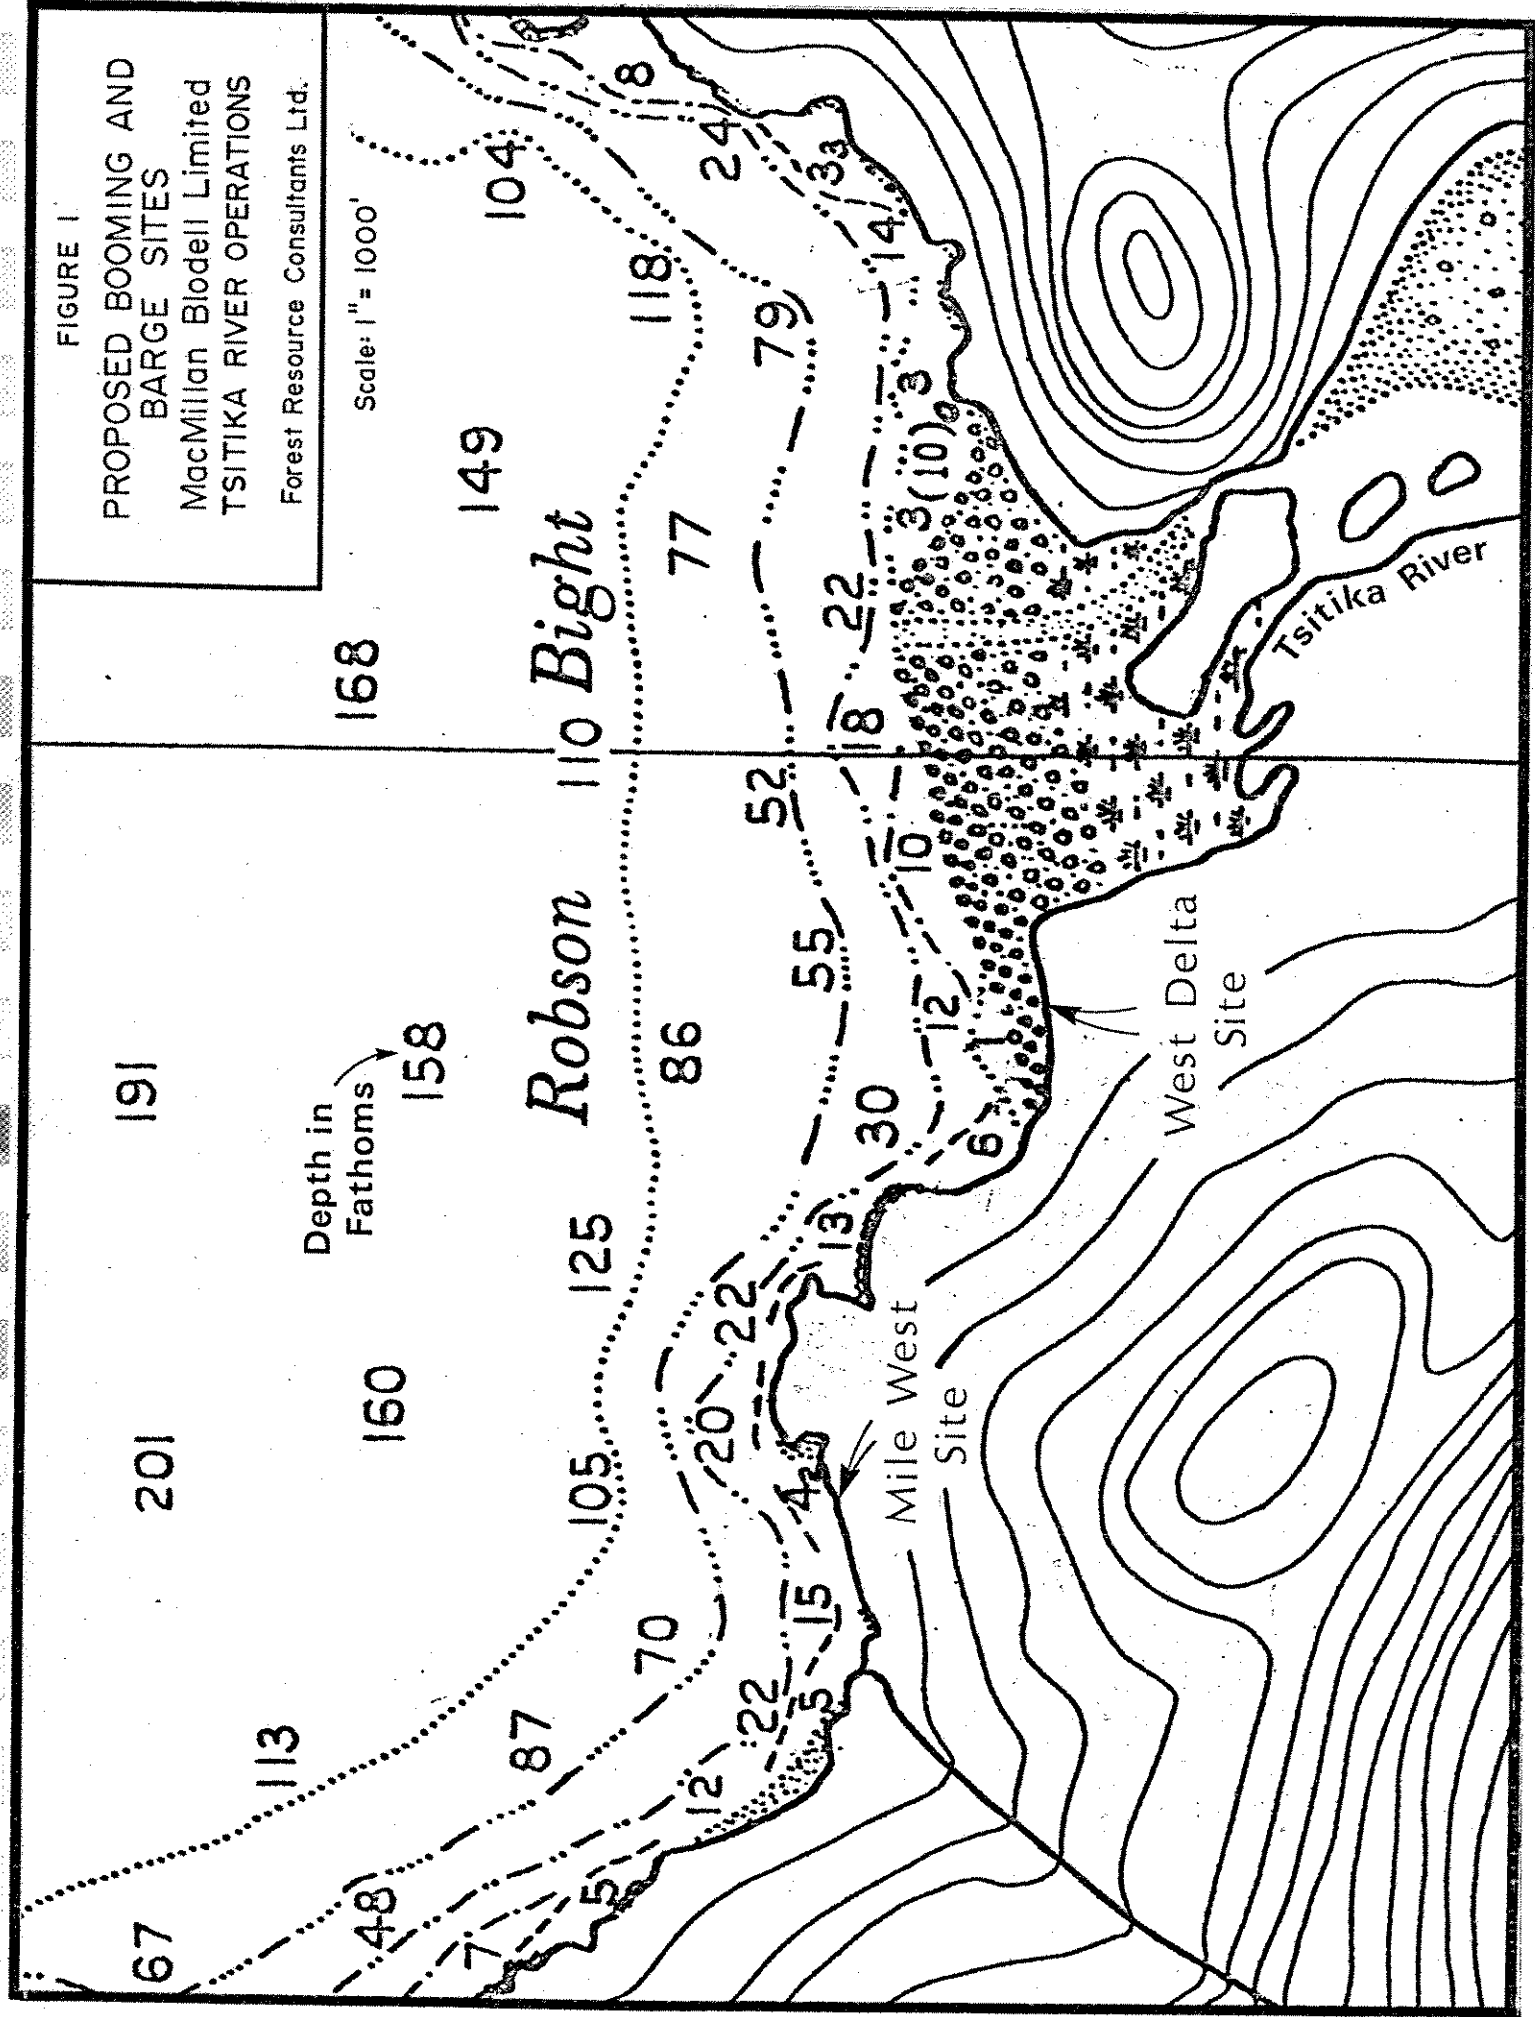 FIGURE 1
PROPOSED BOOMING AND
BARGE SITES
MacMillan Blodell Limited
TSITIKA RIVER OPERATIONS
Forest Resource Consultants Ltd.
Scale: 1" = 1000'
67
201
191
113
Depth in
Fathoms
168
48
160
158
7
149
104
87
Robson Bight
110
5
105
125
8
118
70
86
77
12
20
24
22
22
52
79
5
15
4₂
55
3₃
13
22
18
30
14
10
3(10)
3
12
6
1
Mile West
Site
West Delta
Site
Tsitika River